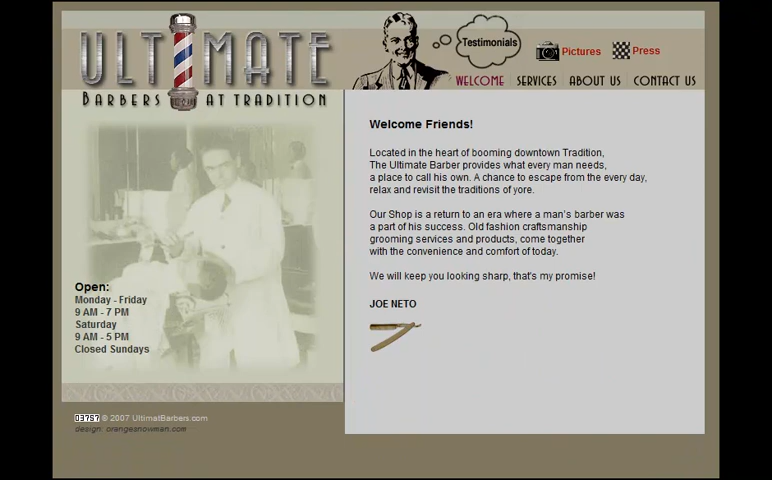 ULTIMATE
BARBERS AT TRADITION
Testimonials
Pictures
Press
WELCOME SERVICES ABOUT US CONTACT US
Welcome Friends!
Located in the heart of booming downtown Tradition,
The Ultimate Barber provides what every man needs,
a place to call his own. A chance to escape from the every day,
relax and revisit the traditions of yore.
Our Shop is a return to an era where a man's barber was
a part of his success. Old fashion craftsmanship
grooming services and products, come together
with the convenience and comfort of today.
We will keep you looking sharp, that's my promise!
JOE NETO
Open:
Monday - Friday
9 AM - 7 PM
Saturday
9 AM - 5 PM
Closed Sundays
03757 © 2007 UltimatBarbers.com
design: orangesnowman.com